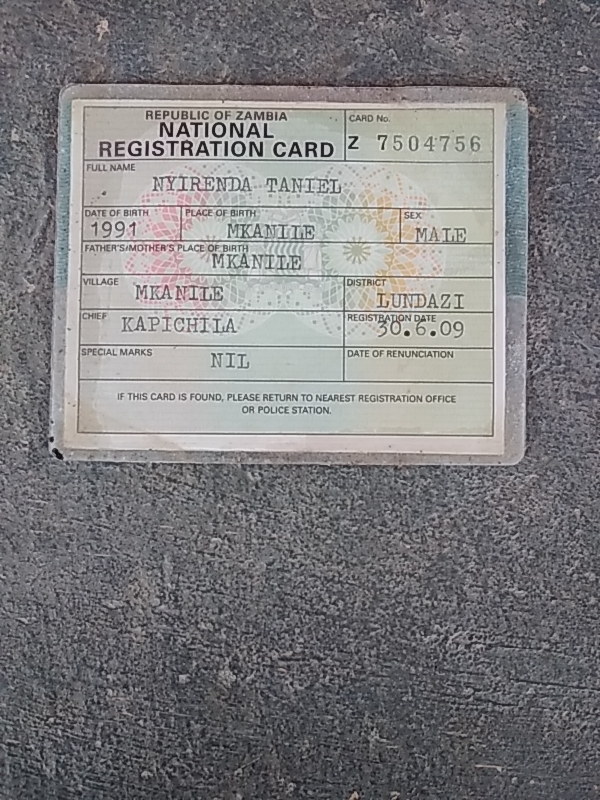 REPUBLIC OF ZAMBIA
NATIONAL
REGISTRATION CARD
CARD No.
Z 7504756
FULL NAME
NYIRENDA TANIEL
DATE OF BIRTH
1991
PLACE OF BIRTH
MKANILE
SEX
MALE
FATHER'S/MOTHER'S PLACE OF BIRTH
MKANILE
VILLAGE
MKANILE
DISTRICT
LUNDAZI
CHIEF
KAPICHILA
REGISTRATION DATE
30.6.09
SPECIAL MARKS
NIL
DATE OF RENUNCIATION
IF THIS CARD IS FOUND, PLEASE RETURN TO NEAREST REGISTRATION OFFICE
OR POLICE STATION.